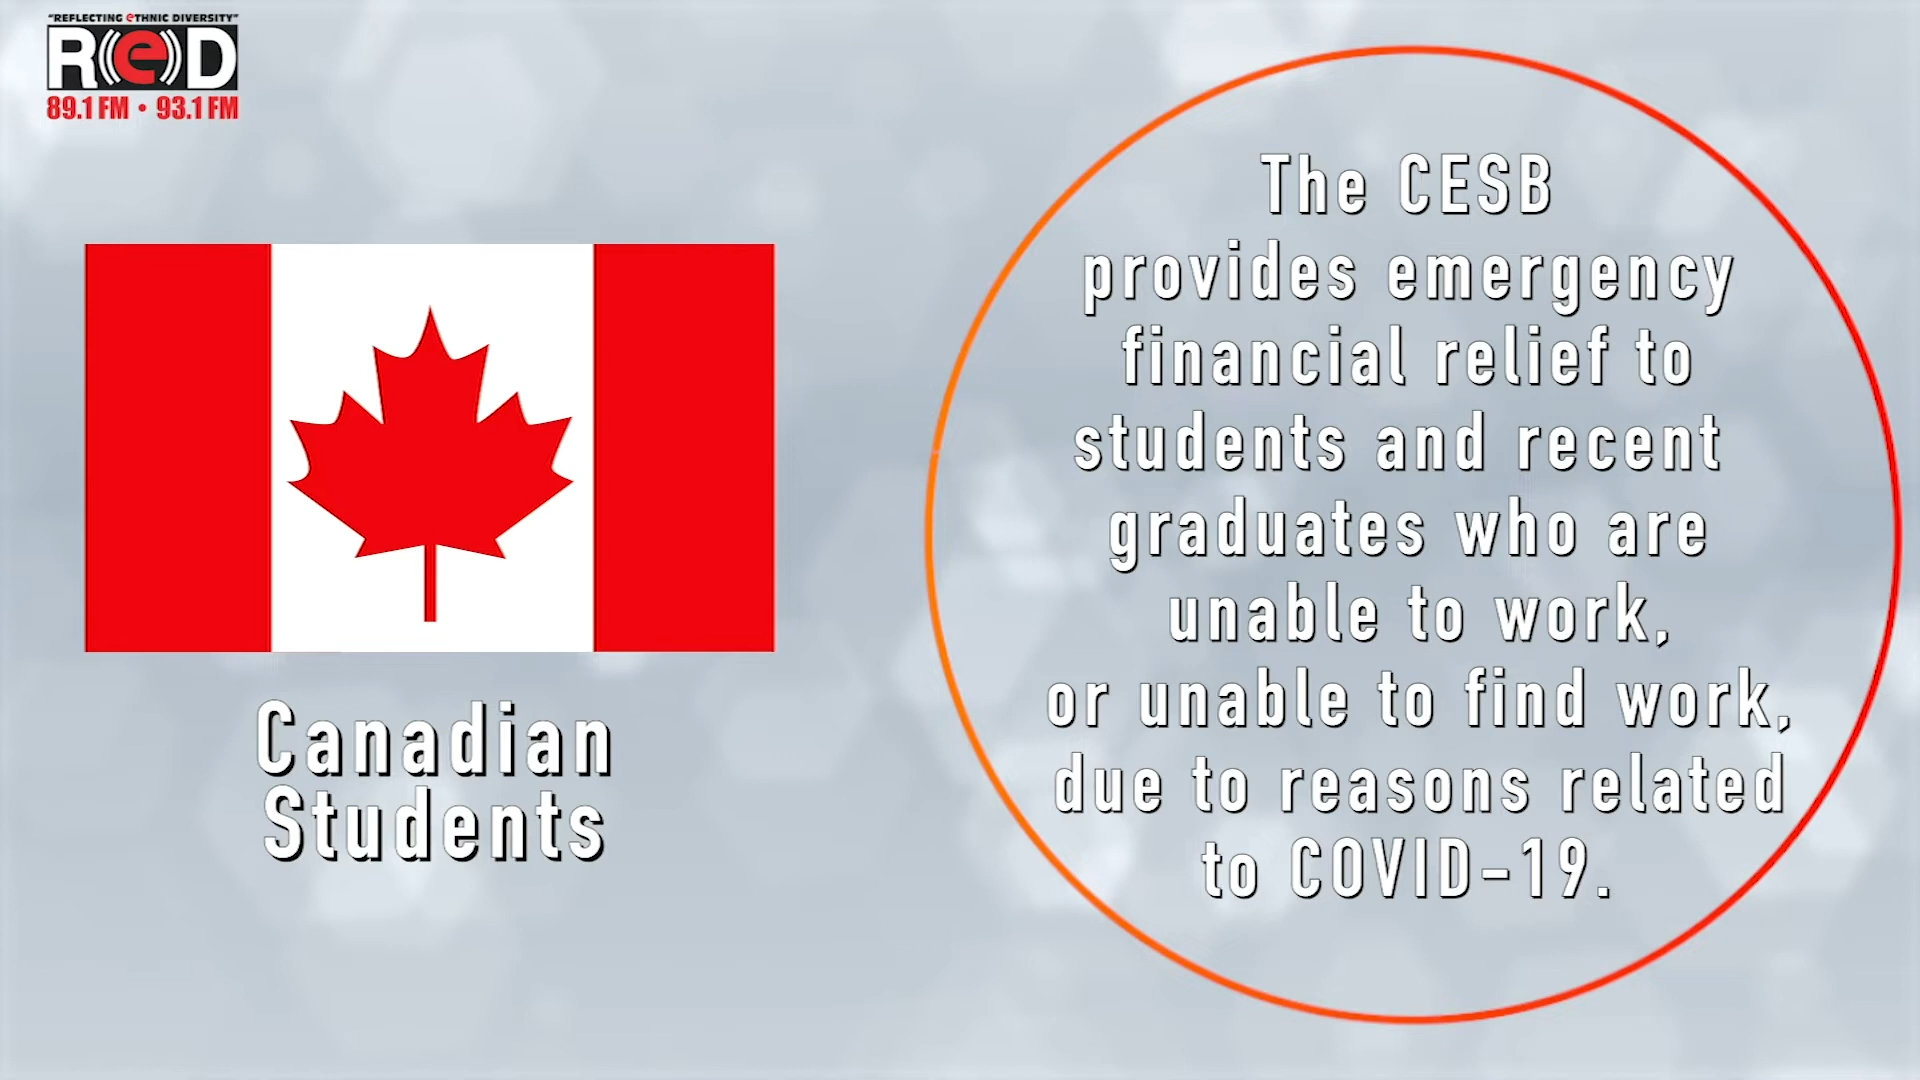 "REFLECTING eTHNIC DIVERSITY"
ReD
89.1 FM • 93.1 FM
Canadian
Students
The CESB
provides emergency
financial relief to
students and recent
graduates who are
unable to work,
or unable to find work,
due to reasons related
to COVID-19.